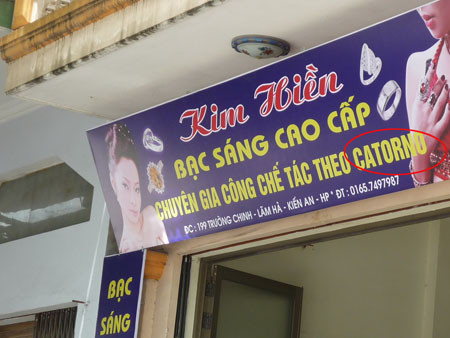 Kim Hiền
BẠC SÁNG CAO CẤP
CHUYÊN GIA CÔNG CHẾ TÁC THEO CATORNO
ĐC : 199 TRƯỜNG CHINH - LÃM HÀ - KIẾN AN - HP * ĐT : 0165.7497987
BẠC
SÁNG